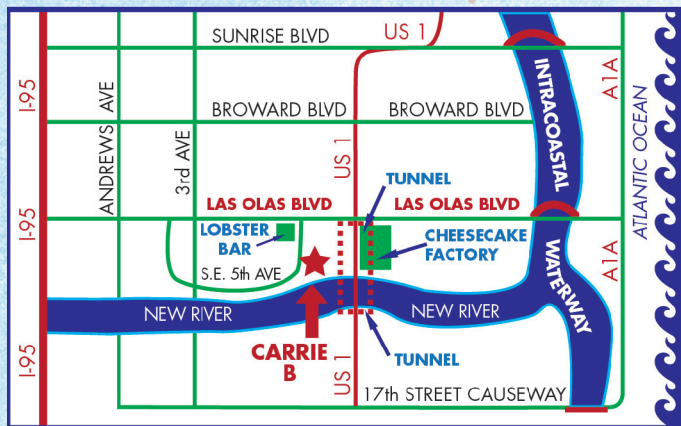 SUNRISE BLVD
US 1
I-95
ANDREWS AVE
3rd AVE
BROWARD BLVD
US 1
BROWARD BLVD
INTRACOASTAL
A1A
ATLANTIC OCEAN
TUNNEL
LAS OLAS BLVD
LAS OLAS BLVD
I-95
LOBSTER
BAR
CHEESECAKE
FACTORY
S.E. 5th AVE
WATERWAY
A1A
NEW RIVER
NEW RIVER
CARRIE
B
US 1
TUNNEL
I-95
17th STREET CAUSEWAY